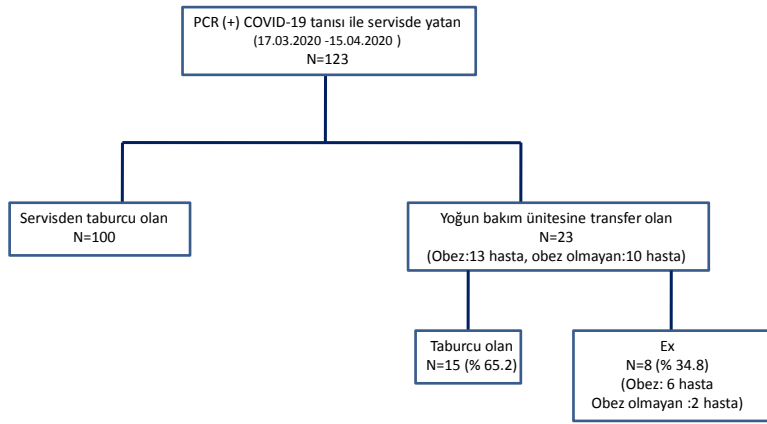 PCR (+) COVID-19 tanısı ile servisde yatan
(17.03.2020 -15.04.2020 )
N=123
Servisden taburcu olan
N=100
Yoğun bakım ünitesine transfer olan
N=23
(Obez:13 hasta, obez olmayan:10 hasta)
Taburcu olan
N=15 (% 65.2)
Ex
N=8 (% 34.8)
(Obez: 6 hasta
Obez olmayan :2 hasta)